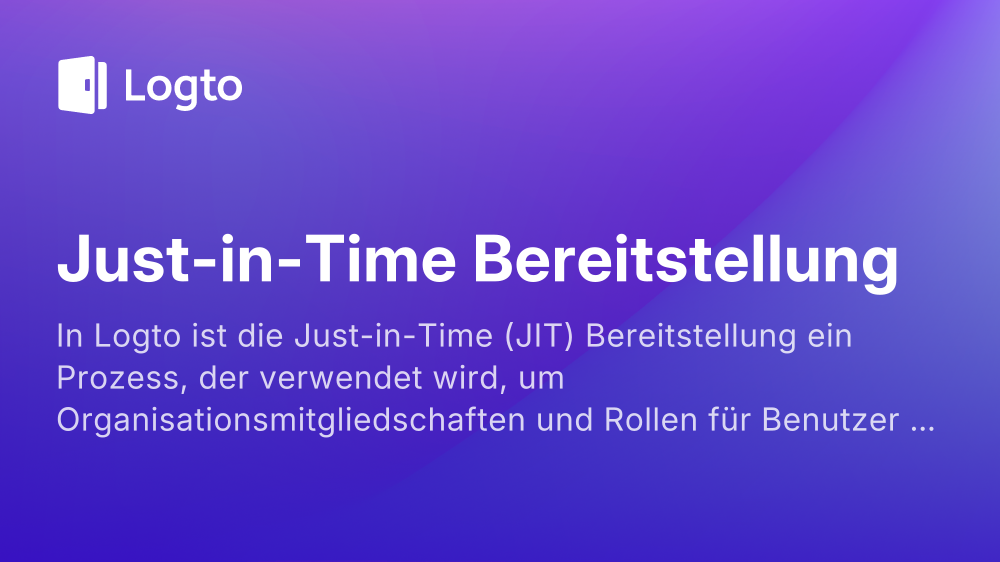 Logto
Just-in-Time Bereitstellung
In Logto ist die Just-in-Time (JIT) Bereitstellung ein
Prozess, der verwendet wird, um
Organisationsmitgliedschaften und Rollen für Benutzer ...